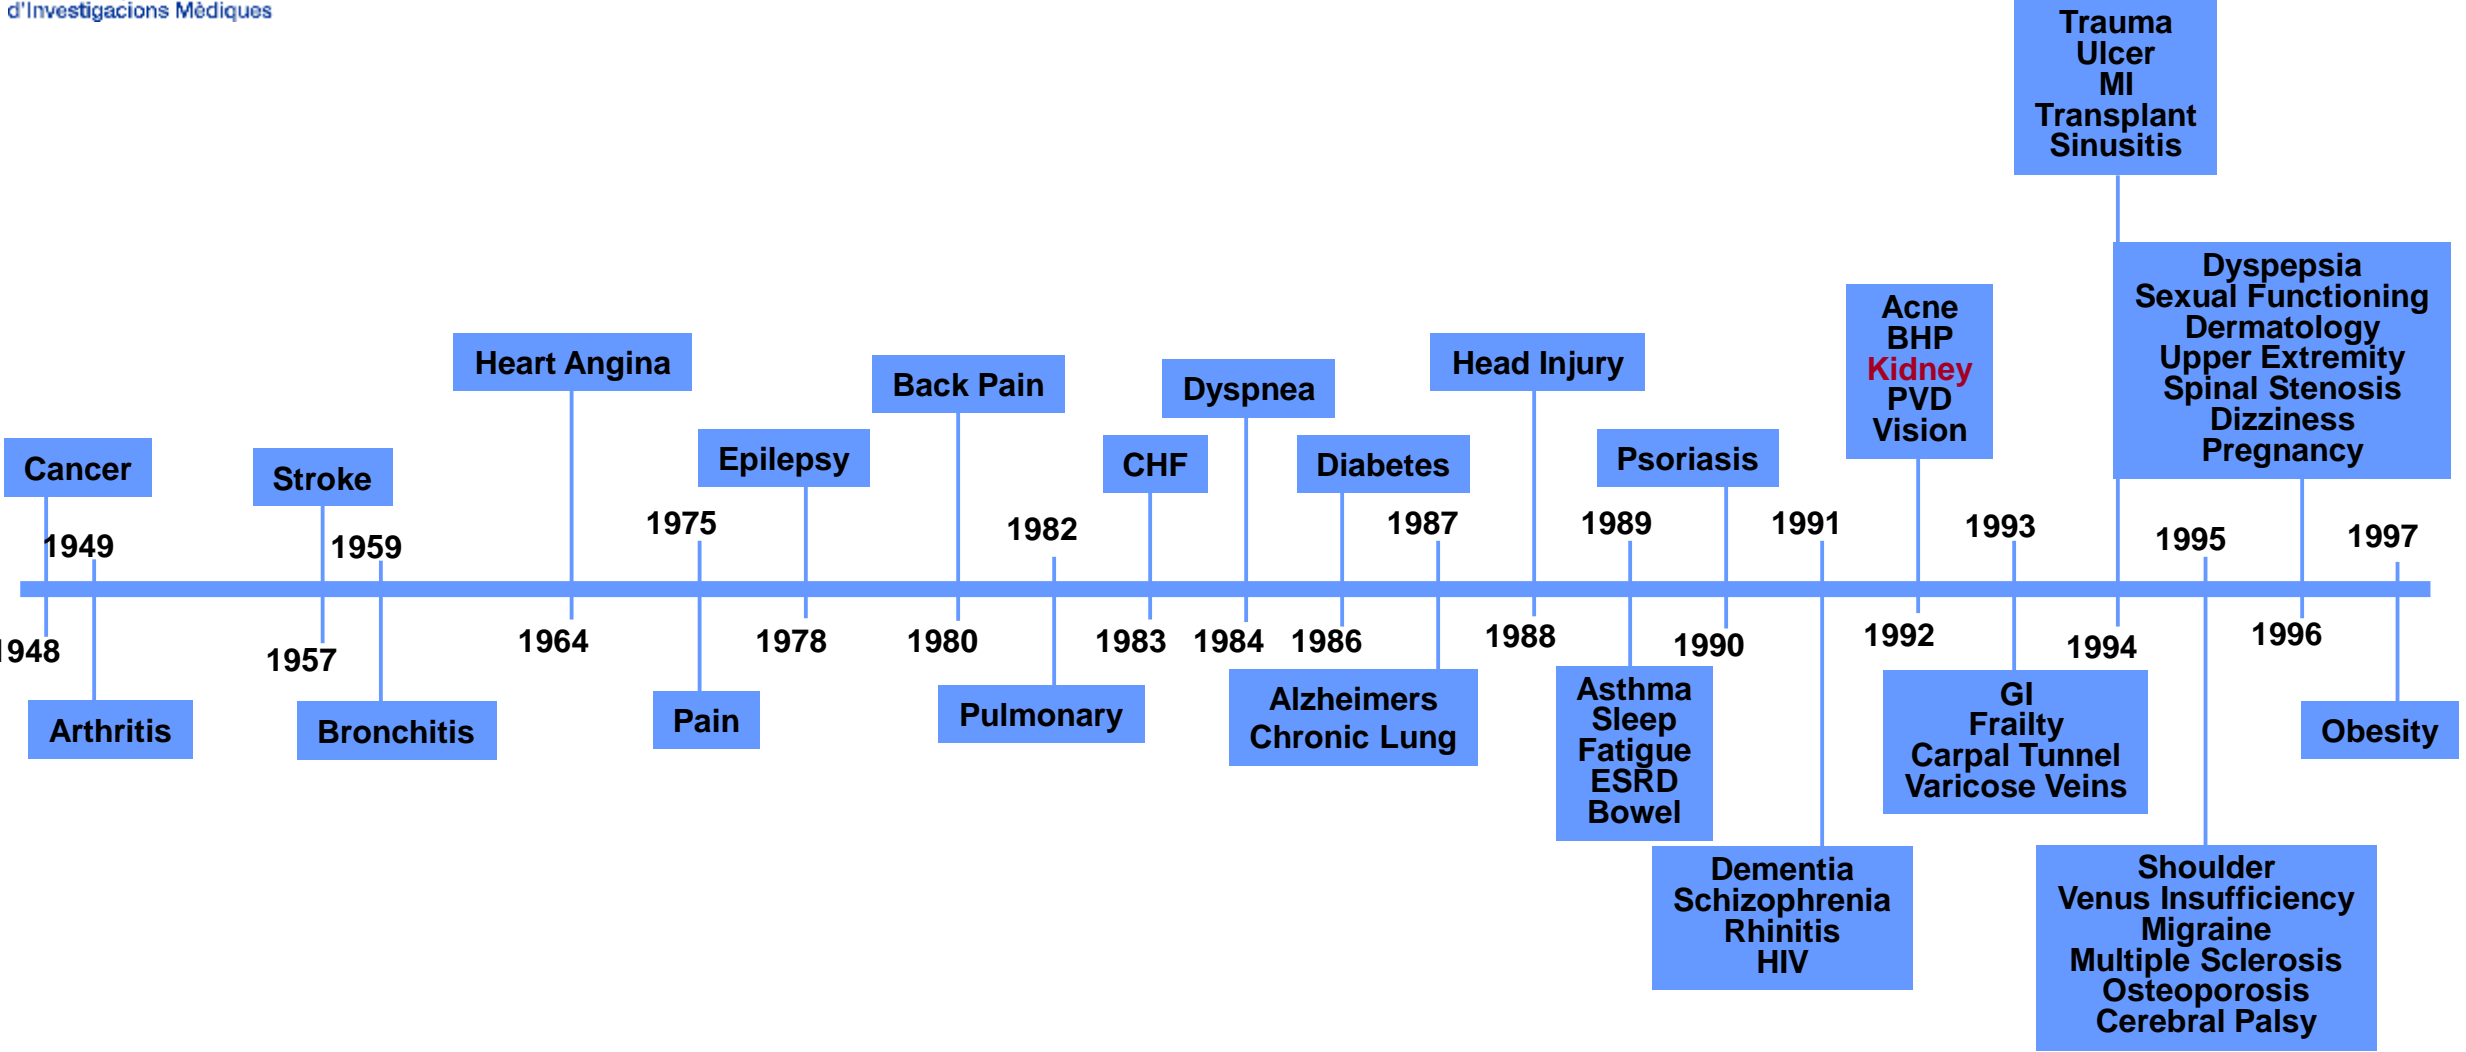 d'Investigacions Mèdiques
Trauma
Ulcer
MI
Transplant
Sinusitis
Dyspepsia
Sexual Functioning
Dermatology
Upper Extremity
Spinal Stenosis
Dizziness
Pregnancy
Acne
BHP
Kidney
PVD
Vision
Heart Angina
Back Pain
Dyspnea
Head Injury
Cancer
Stroke
Epilepsy
CHF
Diabetes
Psoriasis
1949
1959
1975
1982
1987
1989
1991
1993
1995
1997
1948
1957
1964
1978
1980
1983
1984
1986
1988
1990
1992
1994
1996
Arthritis
Bronchitis
Pain
Pulmonary
Alzheimers
Chronic Lung
Asthma
Sleep
Fatigue
ESRD
Bowel
GI
Frailty
Carpal Tunnel
Varicose Veins
Obesity
Dementia
Schizophrenia
Rhinitis
HIV
Shoulder
Venus Insufficiency
Migraine
Multiple Sclerosis
Osteoporosis
Cerebral Palsy